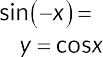 sin(−x) =
y = cosx